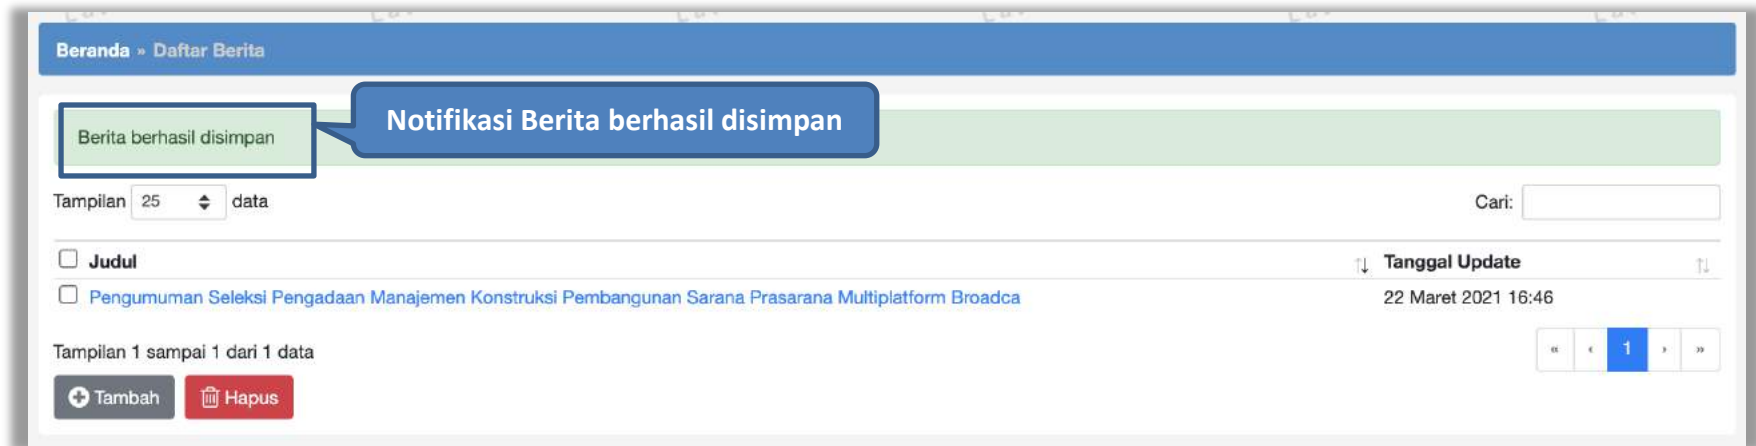 Beranda » Daftar Berita
Notifikasi Berita berhasil disimpan
Berita berhasil disimpan
Tampilan 25 data
Cari:
Judul Tanggal Update
Pengumuman Seleksi Pengadaan Manajemen Konstruksi Pembangunan Sarana Prasarana Multiplatform Broadca 22 Maret 2021 16:46
Tampilan 1 sampai 1 dari 1 data
« ‹ 1 › »
Tambah Hapus